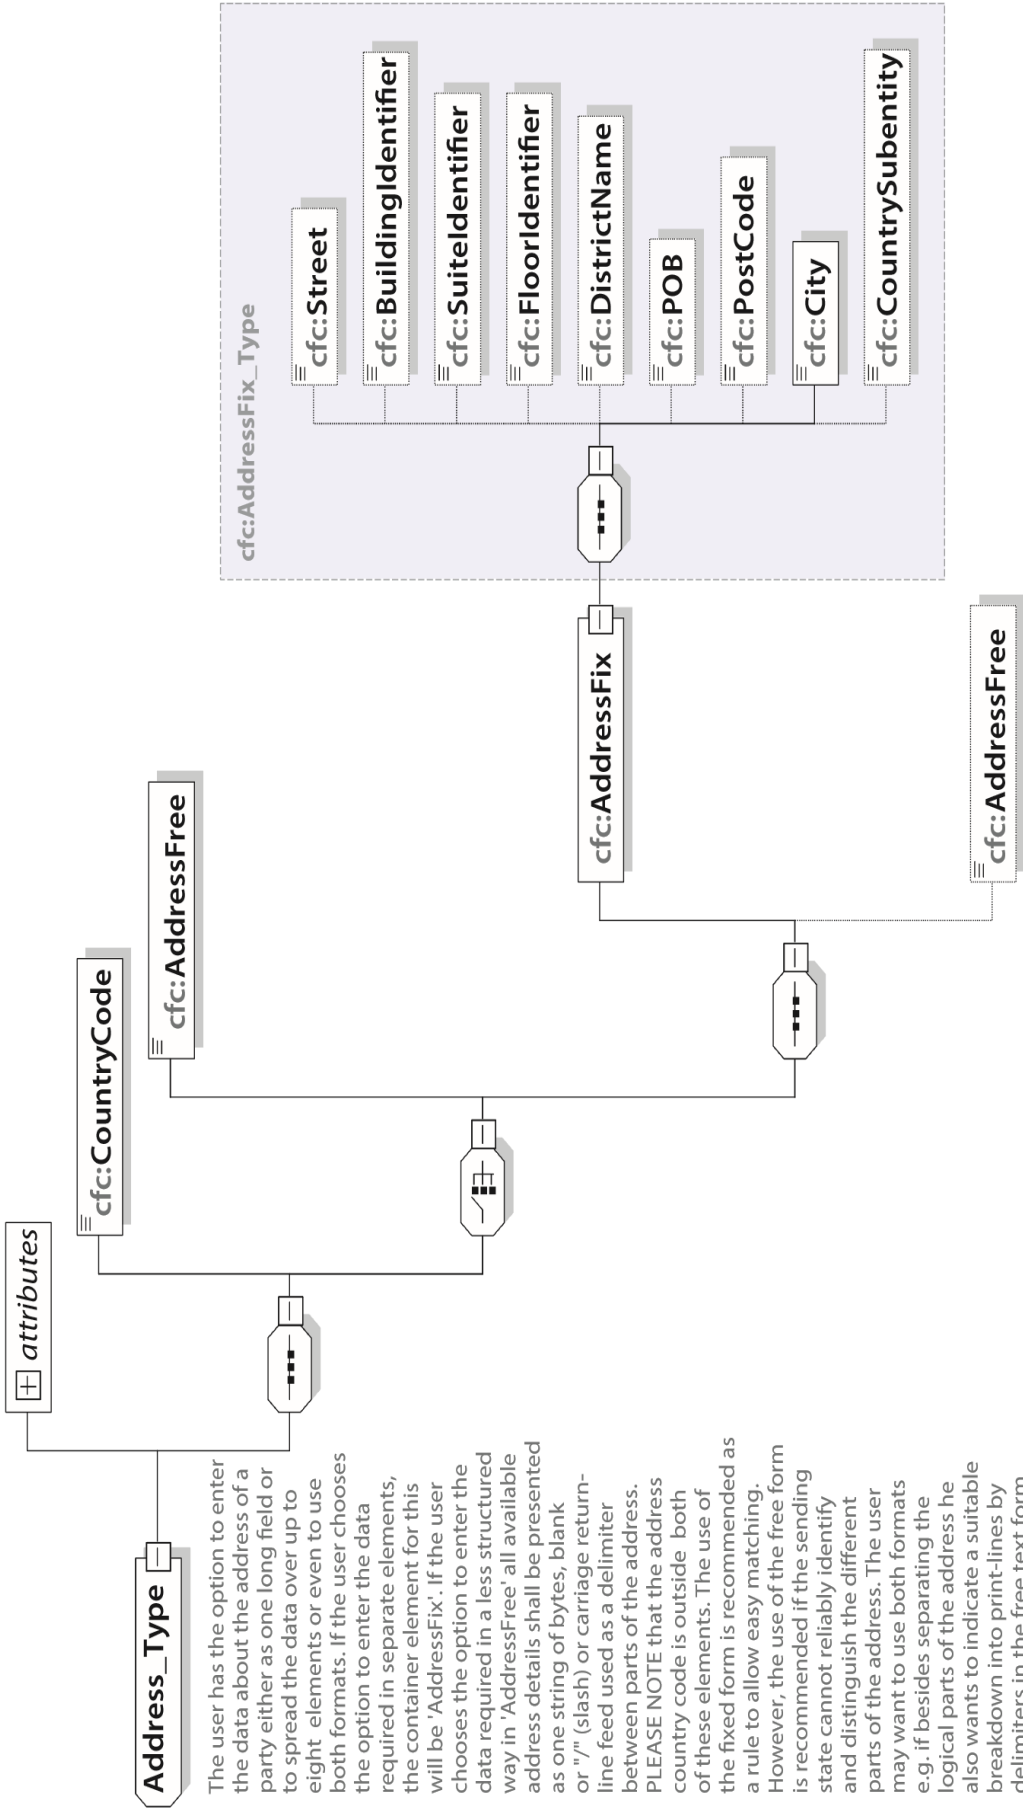 attributes
cfc:CountryCode
Address_Type
The user has the option to enter
the data about the address of a
party either as one long field or
to spread the data over up to
eight elements or even to use
both formats. If the user chooses
the option to enter the data
required in separate elements,
the container element for this
will be 'AddressFix'. If the user
chooses the option to enter the
data required in a less structured
way in 'AddressFree' all available
address details shall be presented
as one string of bytes, blank
or "/" (slash) or carriage return-
line feed used as a delimiter
between parts of the address.
PLEASE NOTE that the address
country code is outside both
of these elements. The use of
the fixed form is recommended as
a rule to allow easy matching.
However, the use of the free form
is recommended if the sending
state cannot reliably identify
and distinguish the different
parts of the address. The user
may want to use both formats
e.g. if besides separating the
logical parts of the address he
also wants to indicate a suitable
breakdown into print-lines by
delimiters in the free text form
cfc:AddressFree
cfc:AddressFix_Type
cfc:Street
cfc:BuildingIdentifier
cfc:SuiteIdentifier
cfc:FloorIdentifier
cfc:AddressFix
cfc:DistrictName
cfc:POB
cfc:PostCode
cfc:City
cfc:CountrySubentity
cfc:AddressFree